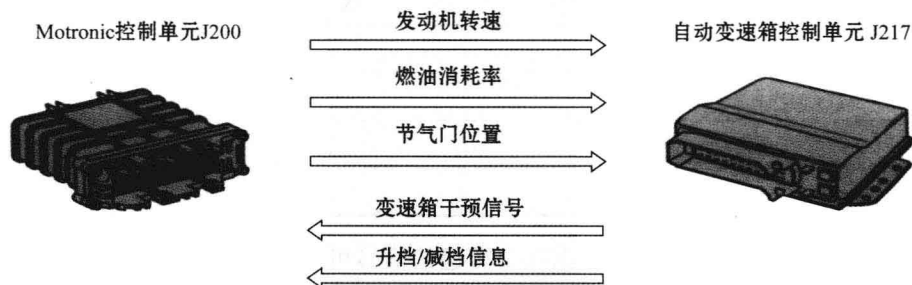 发动机转速
Motronic控制单元J200
自动变速箱控制单元 J217
燃油消耗率
节气门位置
变速箱干预信号
升档/减档信息